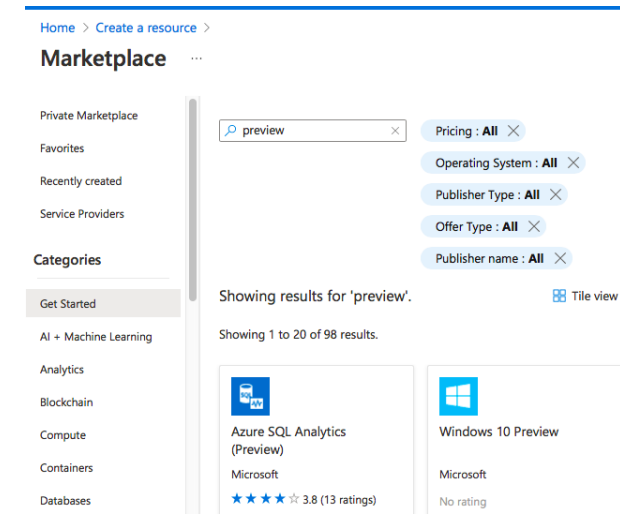 Home > Create a resource >
Marketplace ...
Private Marketplace
Favorites
Recently created
Service Providers
Categories
Get Started
AI + Machine Learning
Analytics
Blockchain
Compute
Containers
Databases
preview
Pricing : All
Operating System : All
Publisher Type : All
Offer Type : All
Publisher name : All
Showing results for 'preview'.
Tile view
Showing 1 to 20 of 98 results.
SQL
Azure SQL Analytics
(Preview)
Microsoft
3.8 (13 ratings)
Windows 10 Preview
Microsoft
No rating